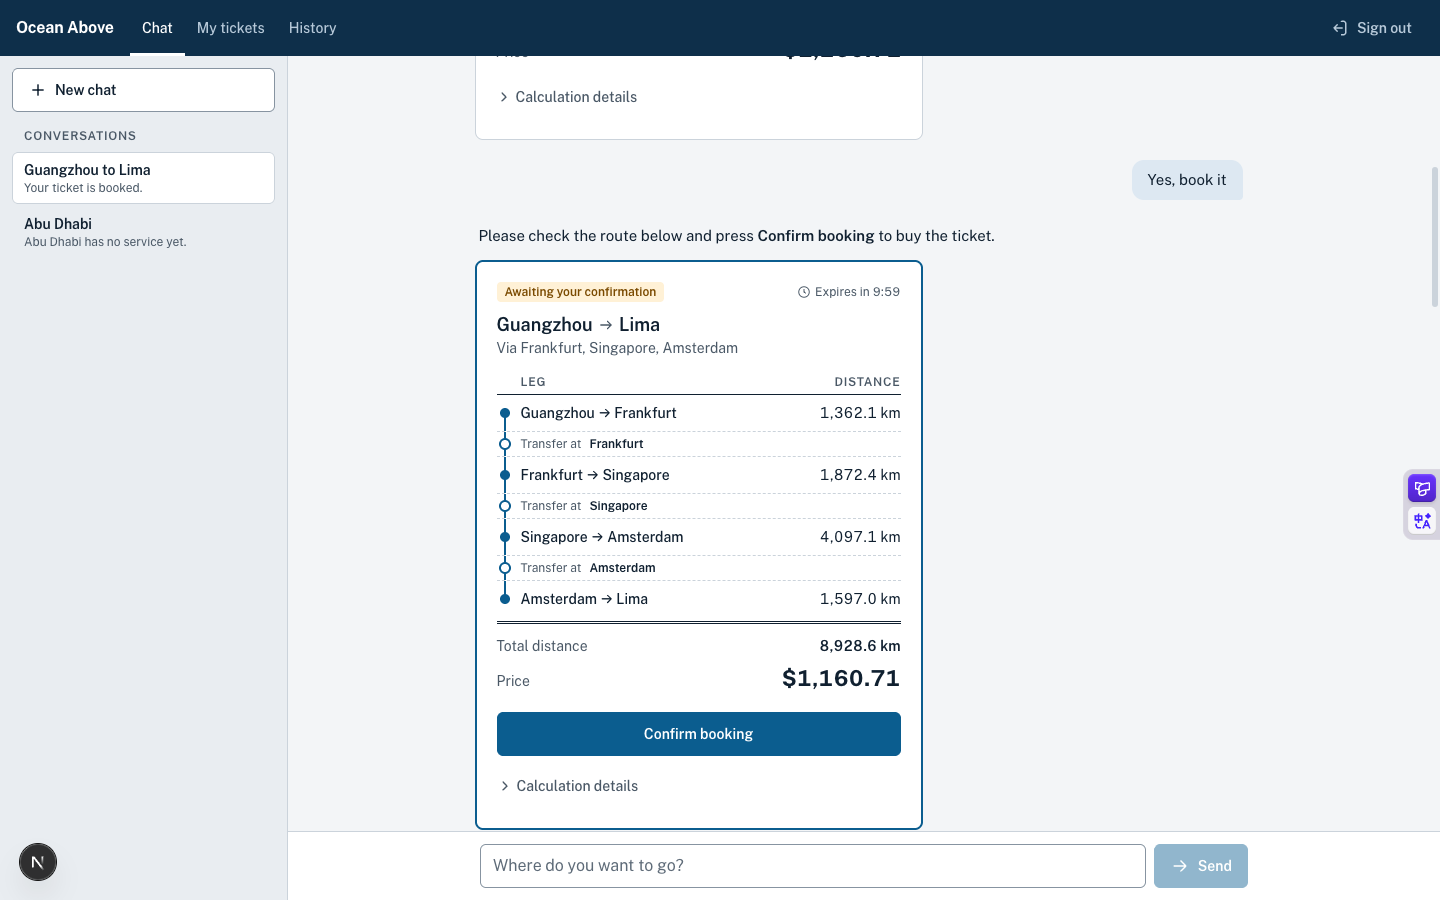 Ocean Above
Chat
My tickets
History
Sign out
New chat
CONVERSATIONS
Guangzhou to Lima
Your ticket is booked.
Abu Dhabi
Abu Dhabi has no service yet.
Calculation details
Yes, book it
Please check the route below and press Confirm booking to buy the ticket.
Awaiting your confirmation
Expires in 9:59
Guangzhou → Lima
Via Frankfurt, Singapore, Amsterdam
LEG DISTANCE
Guangzhou → Frankfurt 1,362.1 km
Transfer at Frankfurt
Frankfurt → Singapore 1,872.4 km
Transfer at Singapore
Singapore → Amsterdam 4,097.1 km
Transfer at Amsterdam
Amsterdam → Lima 1,597.0 km
Total distance 8,928.6 km
Price $1,160.71
Confirm booking
Calculation details
Where do you want to go?
Send